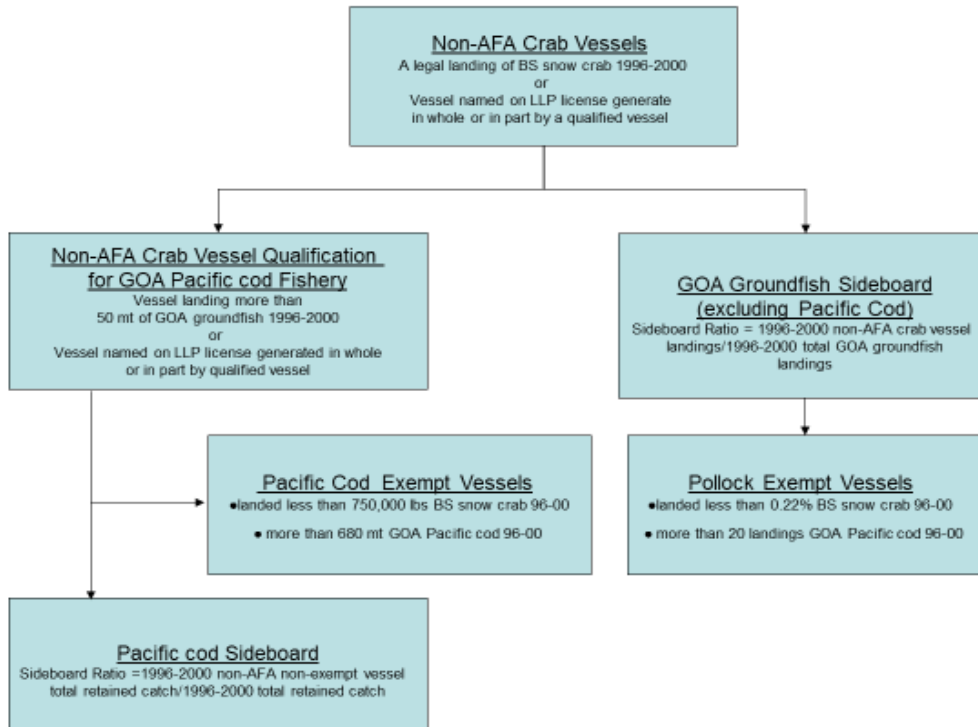 Non-AFA Crab Vessels
A legal landing of BS snow crab 1996-2000
or
Vessel named on LLP license generate
in whole or in part by a qualified vessel
Non-AFA Crab Vessel Qualification
for GOA Pacific cod Fishery
Vessel landing more than
50 mt of GOA groundfish 1996-2000
or
Vessel named on LLP license generated in whole
or in part by qualified vessel
GOA Groundfish Sideboard
(excluding Pacific Cod)
Sideboard Ratio = 1996-2000 non-AFA crab vessel
landings/1996-2000 total GOA groundfish
landings
Pacific Cod Exempt Vessels
●landed less than 750,000 lbs BS snow crab 96-00
● more than 680 mt GOA Pacific cod 96-00
Pollock Exempt Vessels
●landed less than 0.22% BS snow crab 96-00
● more than 20 landings GOA Pacific cod 96-00
Pacific cod Sideboard
Sideboard Ratio =1996-2000 non-AFA non-exempt vessel
total retained catch/1996-2000 total retained catch